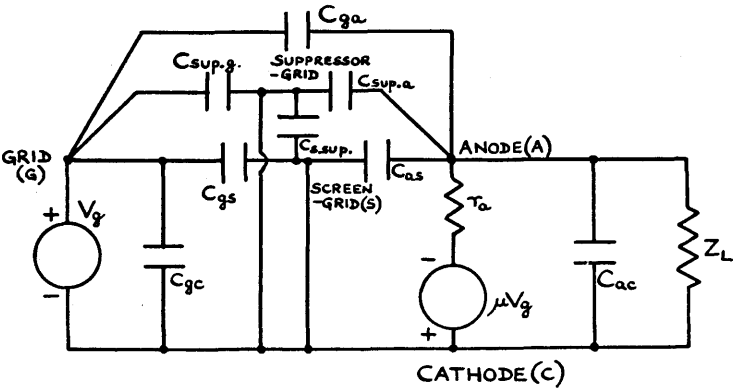 Cga
Csup.g.
SUPPRESSOR
-GRID
Csup.a
Cs.sup.
GRID
(G)
ANODE(A)
Cgs
SCREEN
-GRID(S)
Cas
+
Vg
-
Cgc
ra
-
μVg
+
Cac
ZL
CATHODE(C)